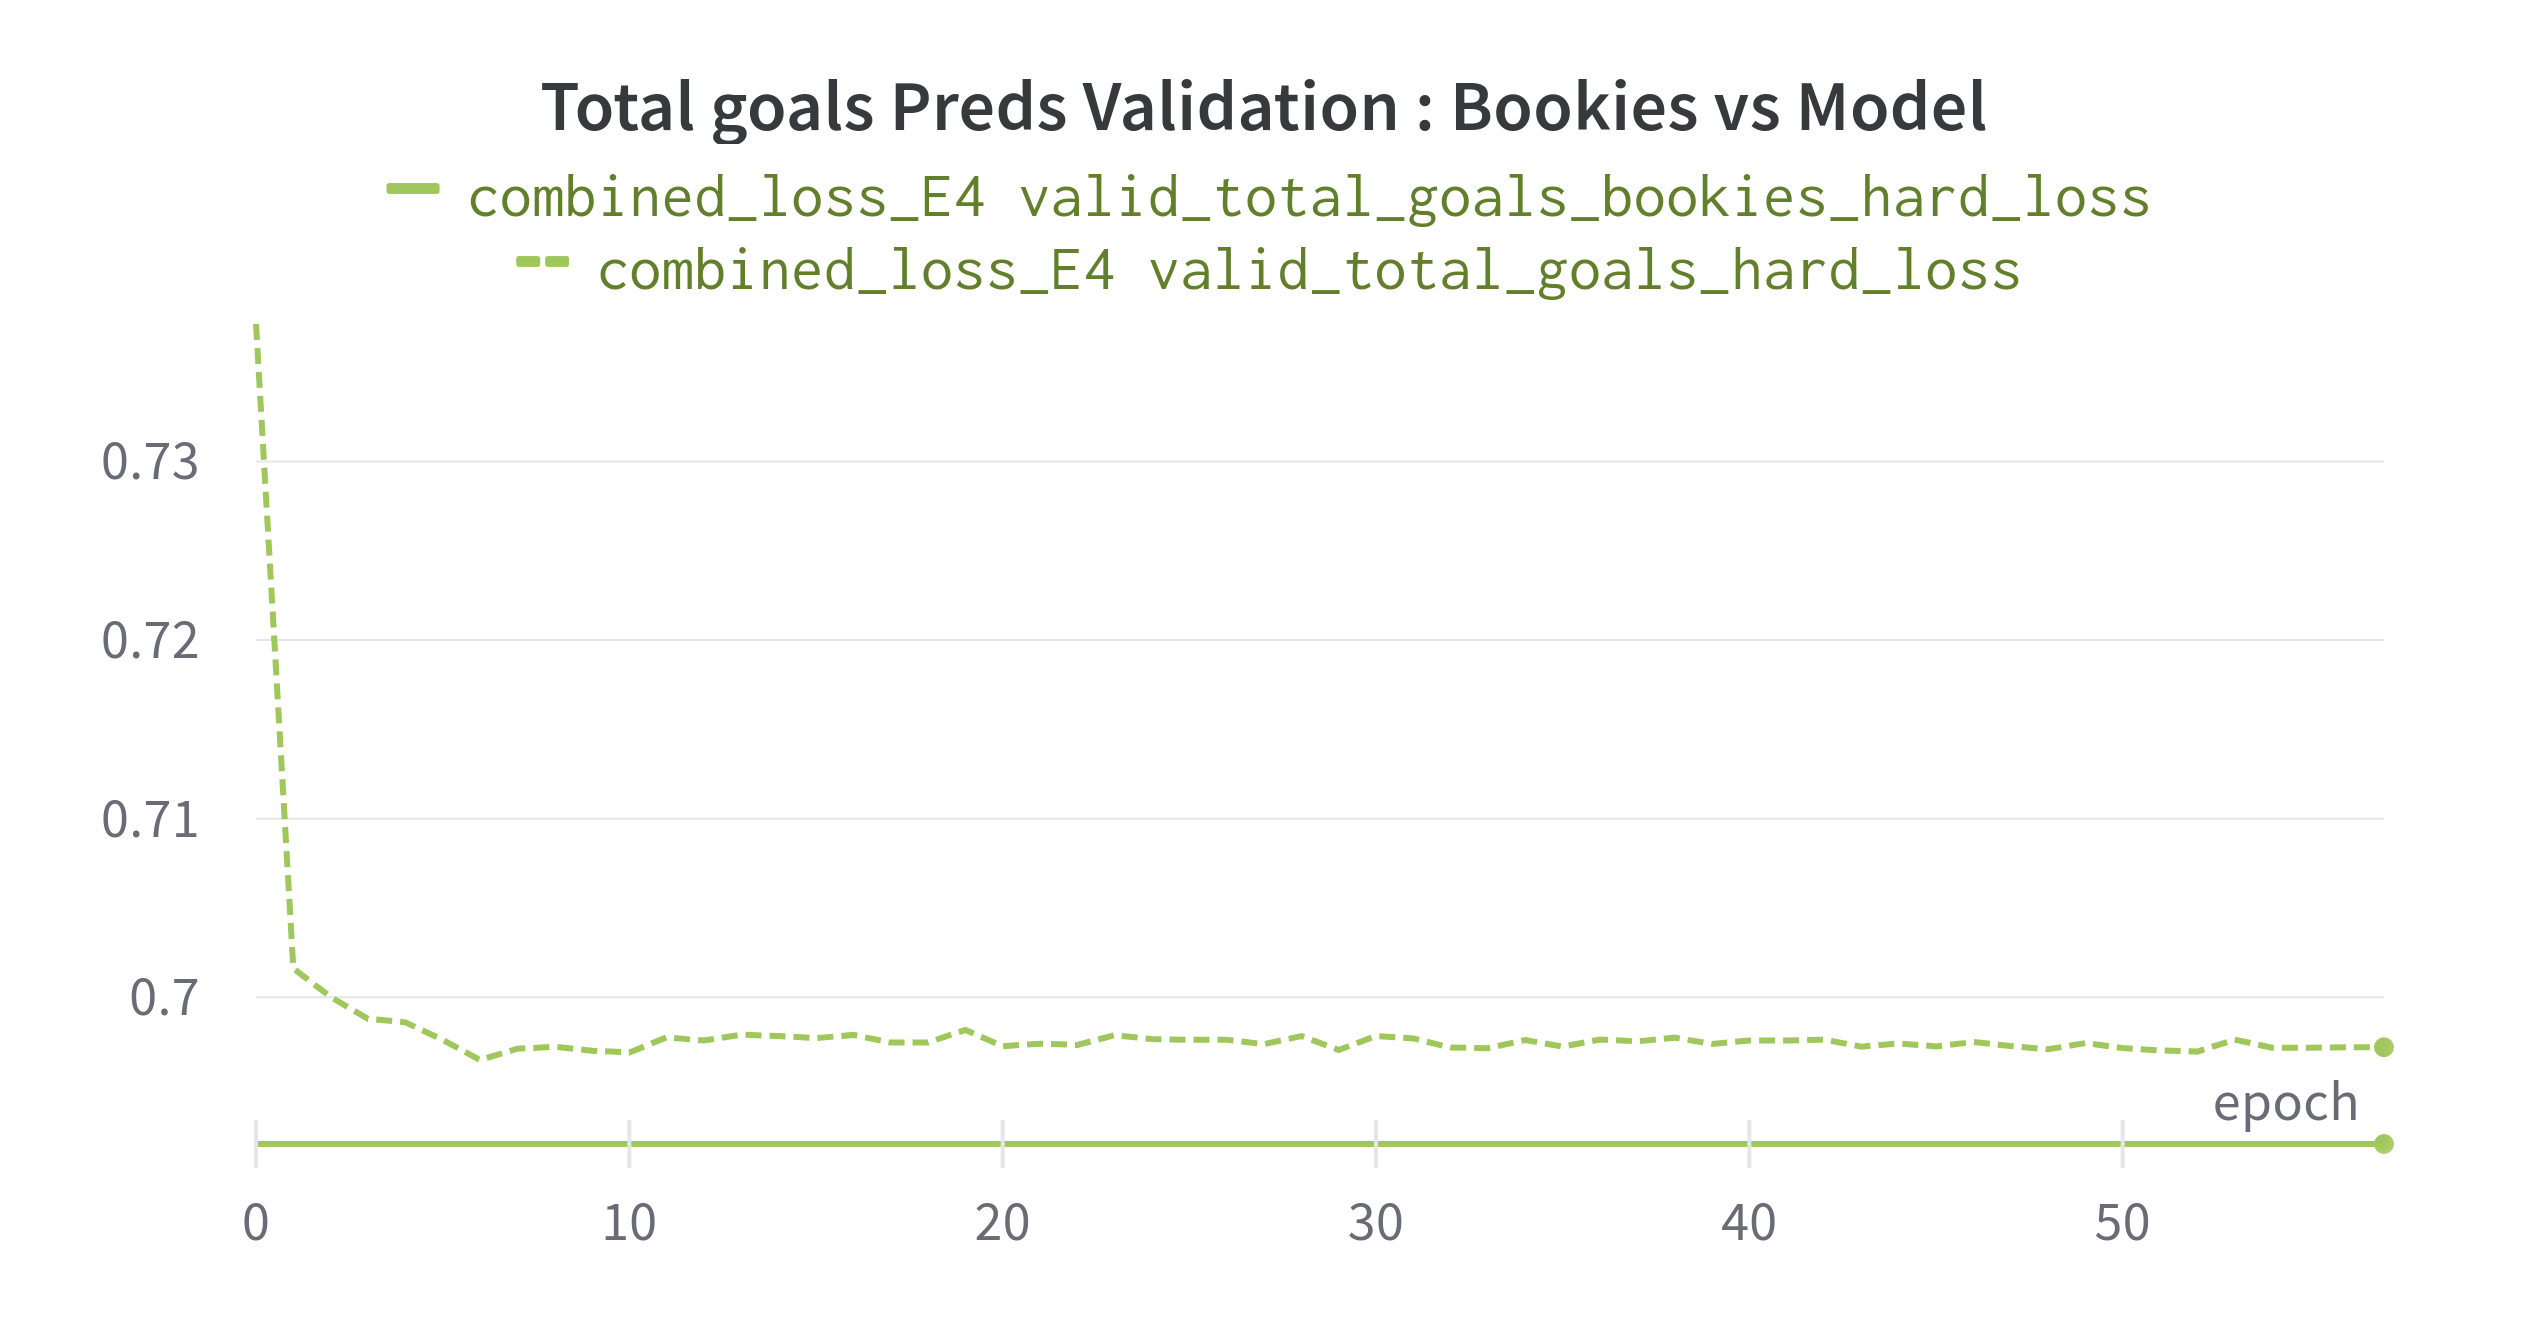 Total goals Preds Validation : Bookies vs Model
combined_loss_E4 valid_total_goals_bookies_hard_loss
combined_loss_E4 valid_total_goals_hard_loss
0.73
0.72
0.71
0.7
epoch
0 10 20 30 40 50